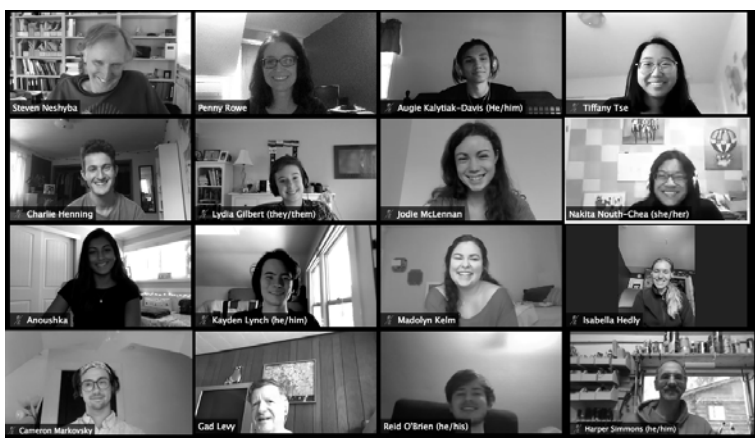 Steven Neshyba
Penny Rowe
Augie Kalytiak-Davis (He/him)
Tiffany Tse
Charlie Henning
Lydia Gilbert (they/them)
Jodie McLennan
Nakita Nouth-Chea (she/her)
Anoushka
Kayden Lynch (he/him)
Madolyn Kelm
Isabella Hedly
Cameron Markovsky
Gad Levy
Reid O'Brien (he/his)
Harper Simmons (he/him)